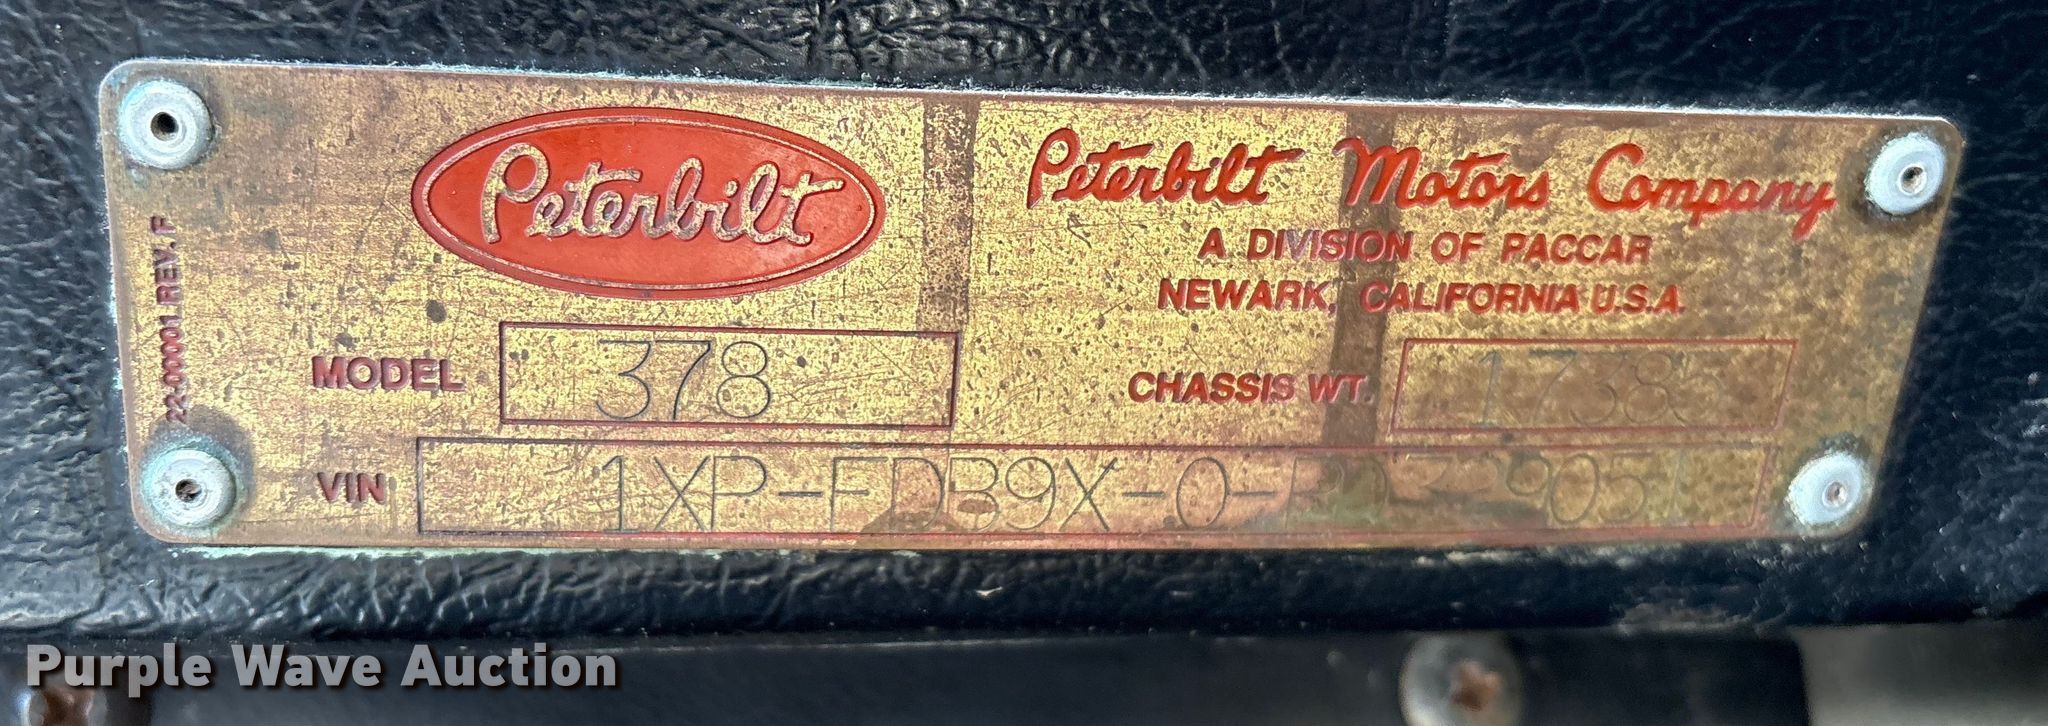 Peterbilt
Peterbilt Motors Company
A DIVISION OF PACCAR
NEWARK, CALIFORNIA U.S.A.
22-00001 REV. F
MODEL 378
CHASSIS WT. 17385
VIN
Purple Wave Auction